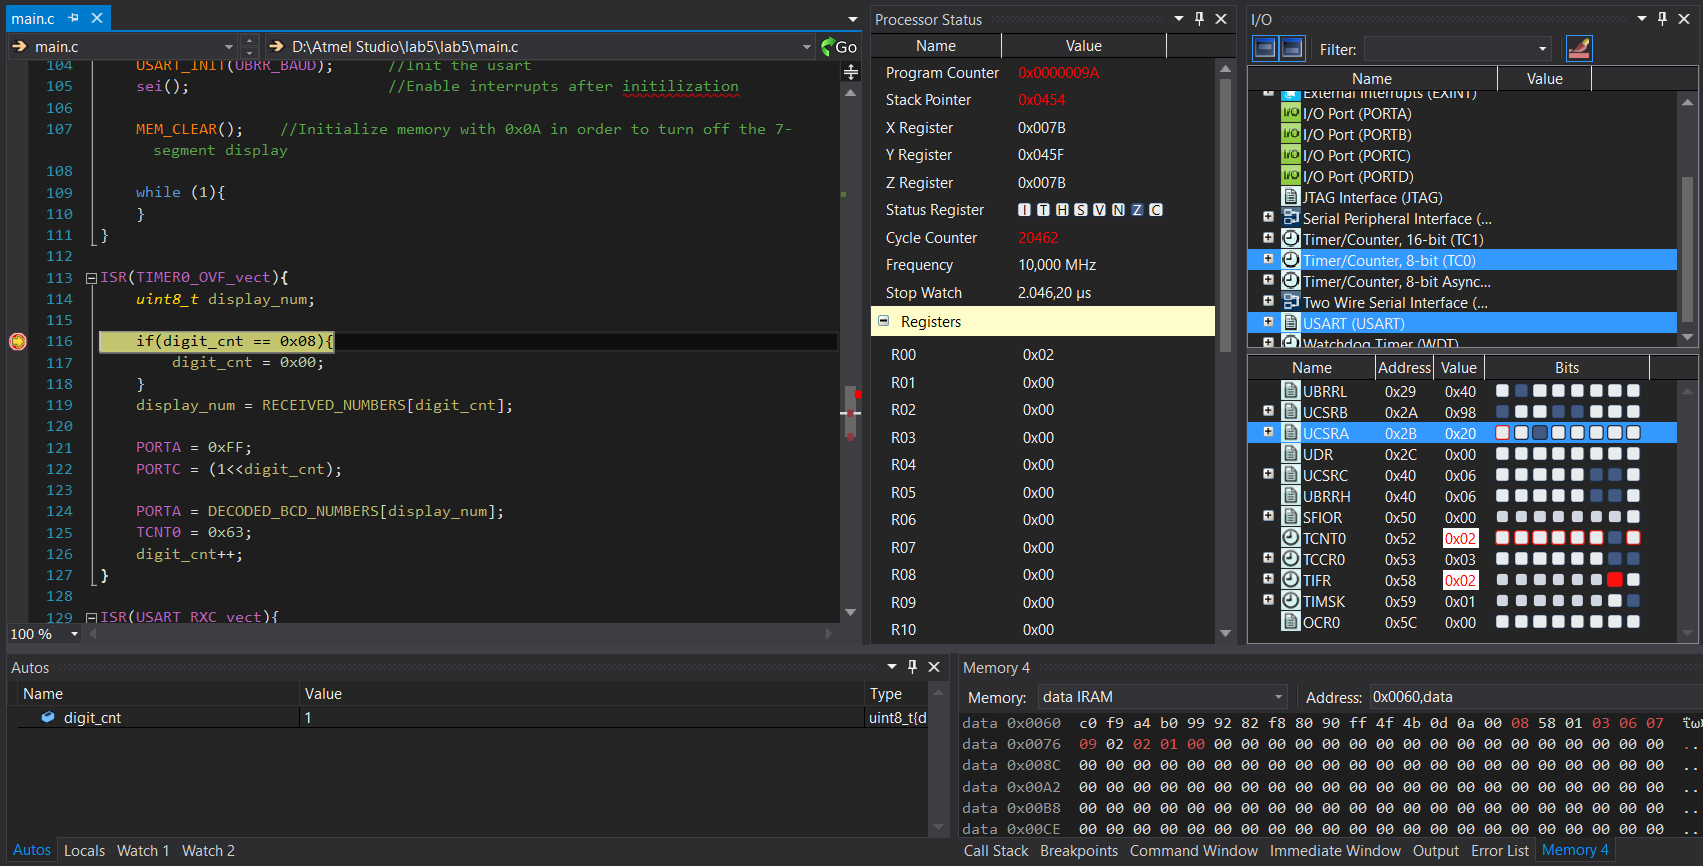 main.c
main.c
D:\Atmel Studio\lab5\lab5\main.c
Go
104 USART_INIT(UBRR_BAUD); //Init the usart
105 sei(); //Enable interrupts after initilization
106
107 MEM_CLEAR(); //Initialize memory with 0x0A in order to turn off the 7-
segment display
108
109 while (1){
110 }
111 }
112
113 ISR(TIMER0_OVF_vect){
114 uint8_t display_num;
115
116 if(digit_cnt == 0x08){
117 digit_cnt = 0x00;
118 }
119 display_num = RECEIVED_NUMBERS[digit_cnt];
120
121 PORTA = 0xFF;
122 PORTC = (1<<digit_cnt);
123
124 PORTA = DECODED_BCD_NUMBERS[display_num];
125 TCNT0 = 0x63;
126 digit_cnt++;
127 }
128
129 ISR(USART_RXC_vect){
100 %
Processor Status
Name Value
Program Counter 0x0000009A
Stack Pointer 0x0454
X Register 0x007B
Y Register 0x045F
Z Register 0x007B
Status Register I T H S V N Z C
Cycle Counter 20462
Frequency 10,000 MHz
Stop Watch 2.046,20 µs
Registers
R00 0x02
R01 0x00
R02 0x00
R03 0x00
R04 0x00
R05 0x00
R06 0x00
R07 0x00
R08 0x00
R09 0x00
R10 0x00
I/O
Filter:
Name Value
External Interrupts (EXINT)
I/O Port (PORTA)
I/O Port (PORTB)
I/O Port (PORTC)
I/O Port (PORTD)
JTAG Interface (JTAG)
Serial Peripheral Interface (...
Timer/Counter, 16-bit (TC1)
Timer/Counter, 8-bit (TC0)
Timer/Counter, 8-bit Async...
Two Wire Serial Interface (...
USART (USART)
Watchdog Timer (WDT)
Name Address Value Bits
UBRRL 0x29 0x40
UCSRB 0x2A 0x98
UCSRA 0x2B 0x20
UDR 0x2C 0x00
UCSRC 0x40 0x06
UBRRH 0x40 0x06
SFIOR 0x50 0x00
TCNT0 0x52 0x02
TCCR0 0x53 0x03
TIFR 0x58 0x02
TIMSK 0x59 0x01
OCR0 0x5C 0x00
Autos
Name Value Type
digit_cnt 1 uint8_t{d
Autos Locals Watch 1 Watch 2
Memory 4
Memory: data IRAM Address: 0x0060,data
data 0x0060 c0 f9 a4 b0 99 92 82 f8 80 90 ff 4f 4b 0d 0a 00 08 58 01 03 06 07
data 0x0076 09 02 02 01 00 00 00 00 00 00 00 00 00 00 00 00 00 00 00 00 00 00 ..
data 0x008C 00 00 00 00 00 00 00 00 00 00 00 00 00 00 00 00 00 00 00 00 00 00 ..
data 0x00A2 00 00 00 00 00 00 00 00 00 00 00 00 00 00 00 00 00 00 00 00 00 00 ..
data 0x00B8 00 00 00 00 00 00 00 00 00 00 00 00 00 00 00 00 00 00 00 00 00 00 ..
data 0x00CE 00 00 00 00 00 00 00 00 00 00 00 00 00 00 00 00 00 00 00 00 00 00 ..
Call Stack Breakpoints Command Window Immediate Window Output Error List Memory 4